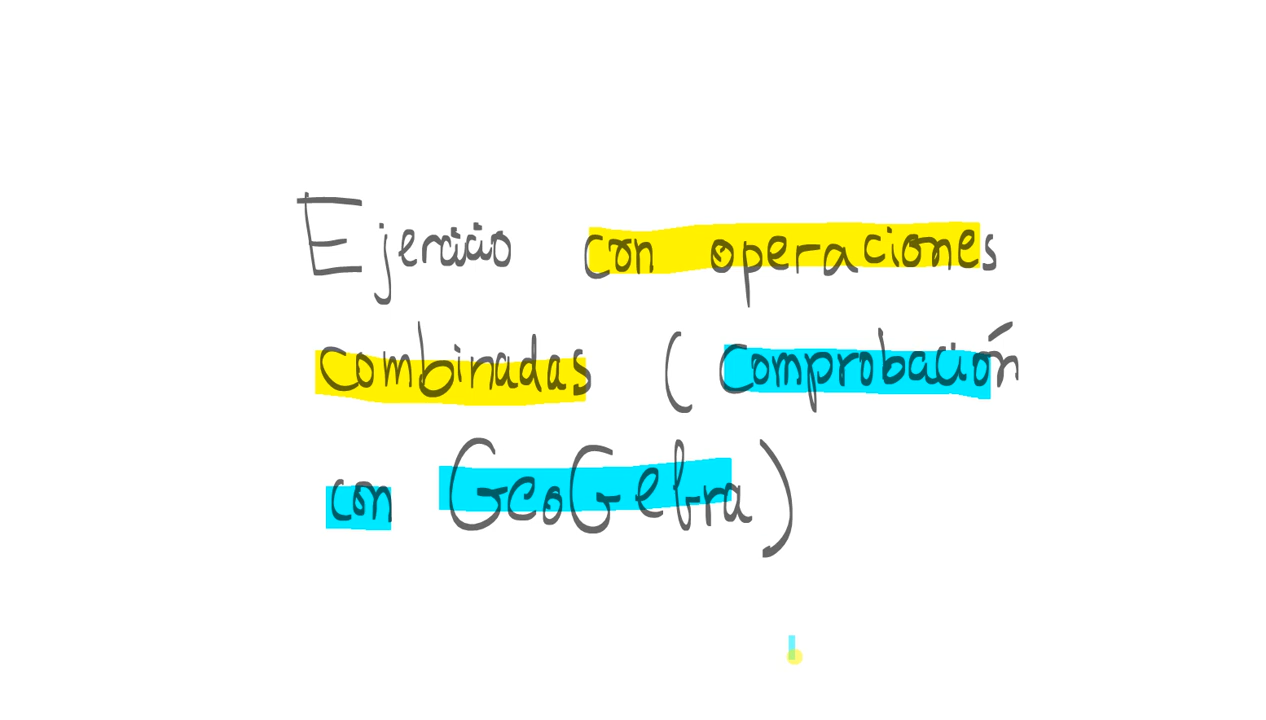 Ejercicio con operaciones
combinadas (Comprobación
con GeoGebra)